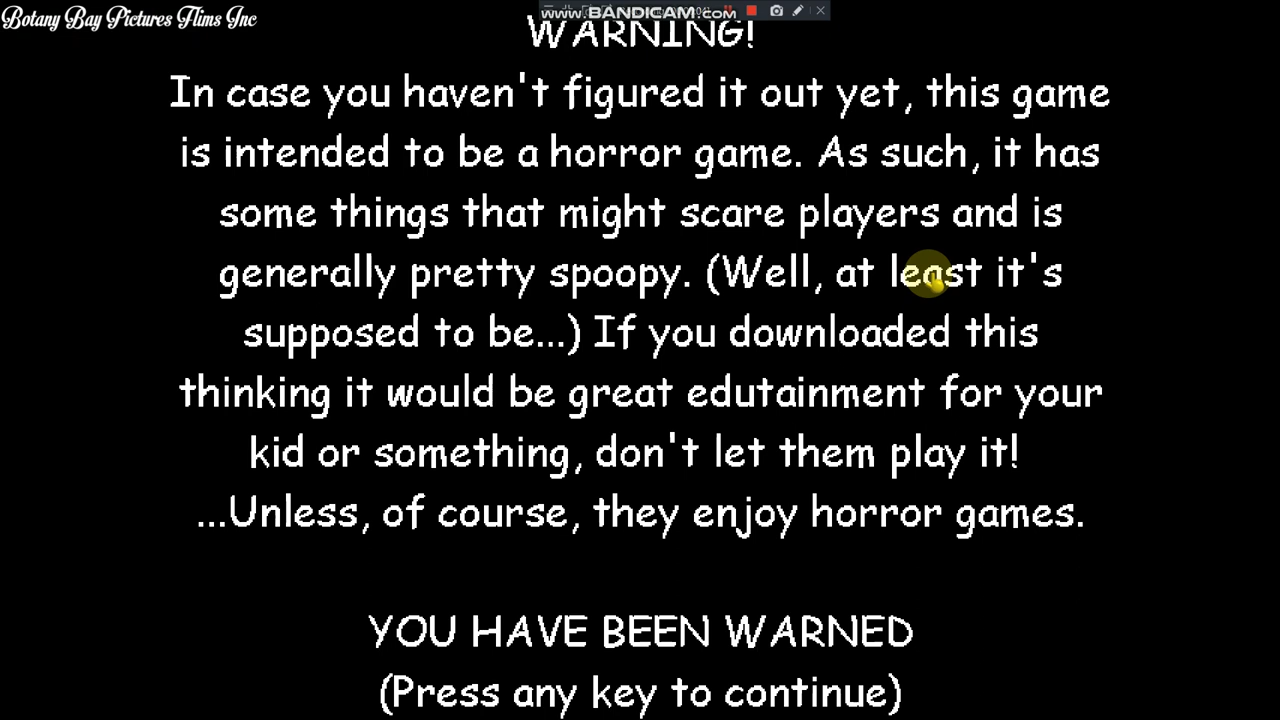 Botany Bay Pictures Flims Inc
www.BANDICAM.com
WARNING!
In case you haven't figured it out yet, this game
is intended to be a horror game. As such, it has
some things that might scare players and is
generally pretty spoopy. (Well, at least it's
supposed to be...) If you downloaded this
thinking it would be great edutainment for your
kid or something, don't let them play it!
...Unless, of course, they enjoy horror games.
YOU HAVE BEEN WARNED
(Press any key to continue)